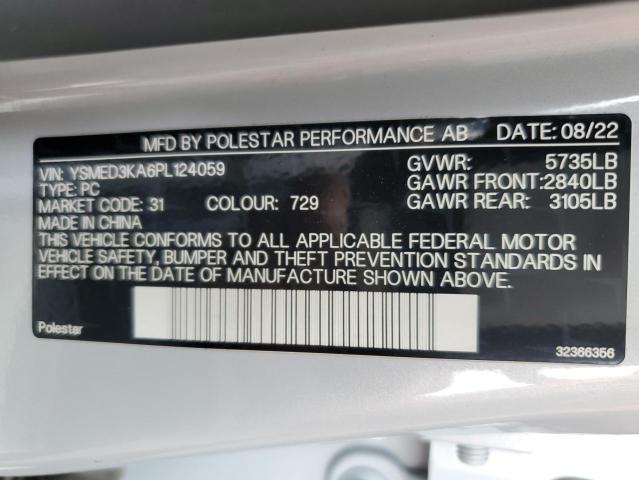 MFD BY POLESTAR PERFORMANCE AB DATE: 08/22
VIN: YSMED3KA6PL124059 GVWR: 5735LB
TYPE: PC GAWR FRONT: 2840LB
MARKET CODE: 31 COLOUR: 729 GAWR REAR: 3105LB
MADE IN CHINA
THIS VEHICLE CONFORMS TO ALL APPLICABLE FEDERAL MOTOR
VEHICLE SAFETY, BUMPER AND THEFT PREVENTION STANDARDS IN
EFFECT ON THE DATE OF MANUFACTURE SHOWN ABOVE.
Polestar 32366356